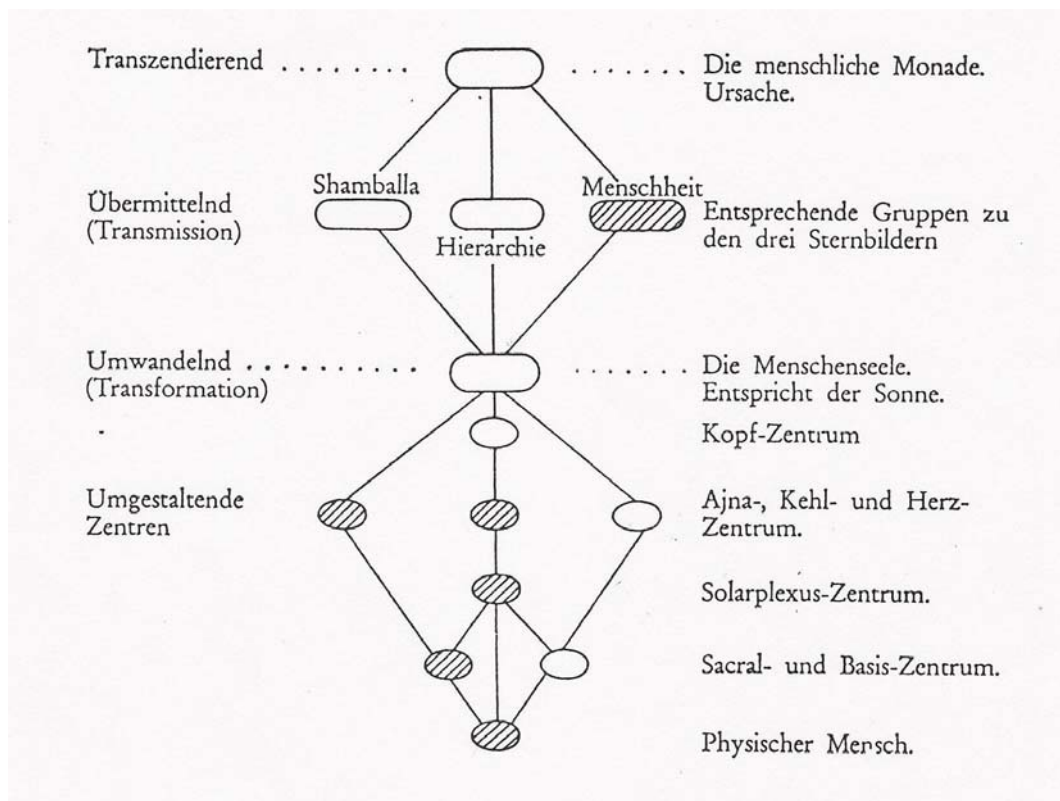 Transzendierend ........ ....... Die menschliche Monade.
Ursache.
Shamballa
Menschheit
Übermittelnd
(Transmission)
Hierarchie
Entsprechende Gruppen zu
den drei Sternbildern
Umwandelnd ..........
(Transformation)
...... Die Menschenseele.
Entspricht der Sonne.
Kopf-Zentrum
Umgestaltende
Zentren
Ajna-, Kehl- und Herz-
Zentrum.
Solarplexus-Zentrum.
Sacral- und Basis-Zentrum.
Physischer Mensch.